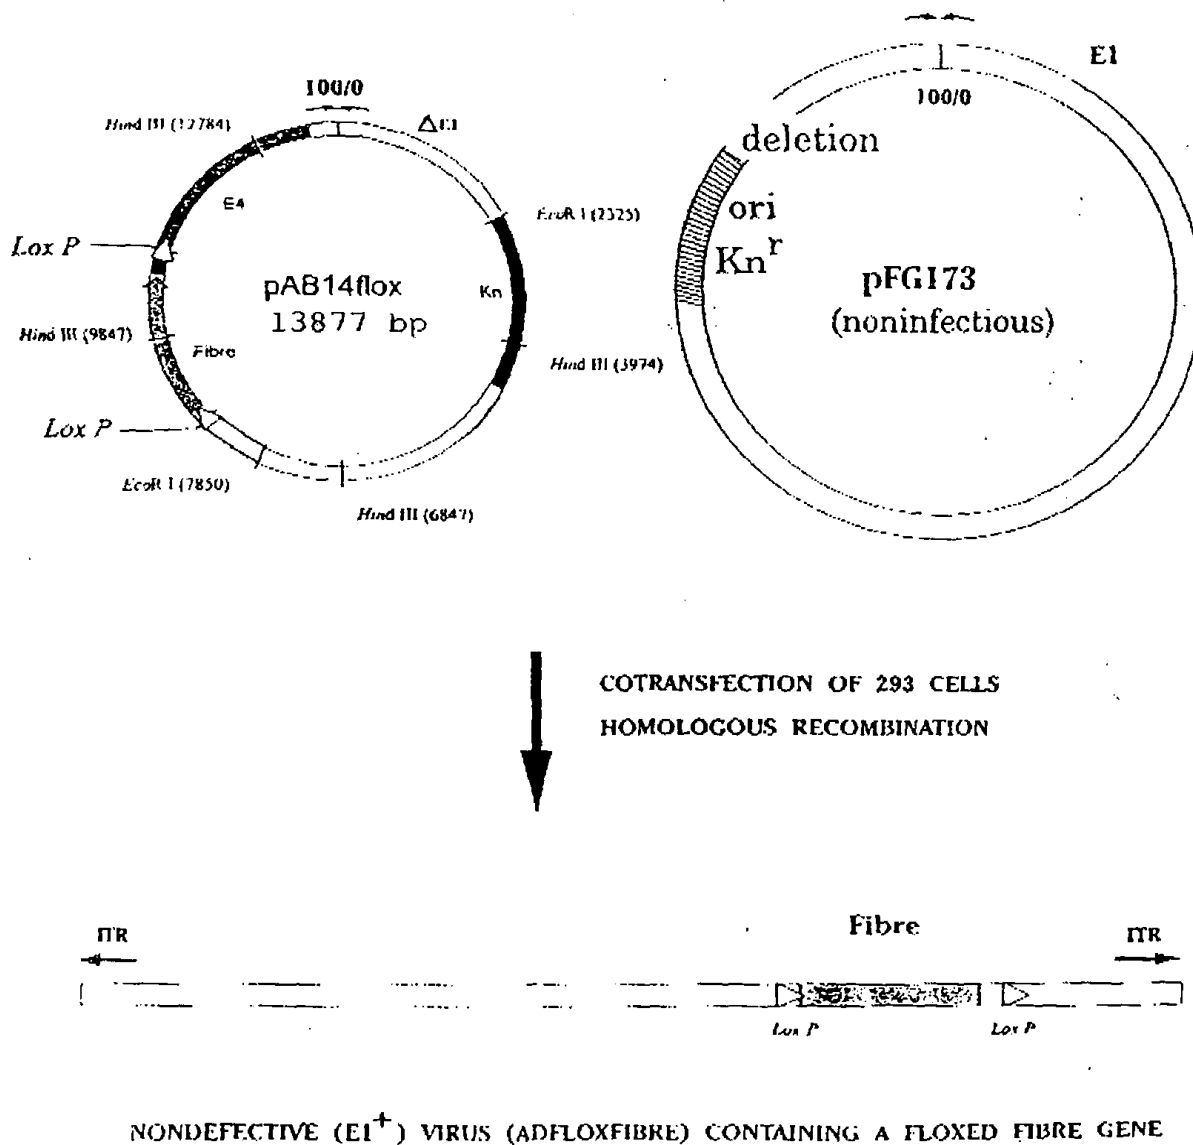 100/0
Hind III (12784)
ΔE1
E4
EcoR I (2325)
Lox P
pAB14flox
13877 bp
Kn
Hind III (9847)
Fibre
Hind III (3974)
Lox P
EcoR I (7850)
Hind III (6847)
E1
100/0
deletion
ori
Kn^r
pFG173
(noninfectious)
COTRANSFECTION OF 293 CELLS
HOMOLOGOUS RECOMBINATION
ITR
Fibre
ITR
Lox P
Lox P
NONDEFECTIVE (E1^+) VIRUS (ADFLOXFIBRE) CONTAINING A FLOXED FIBRE GENE